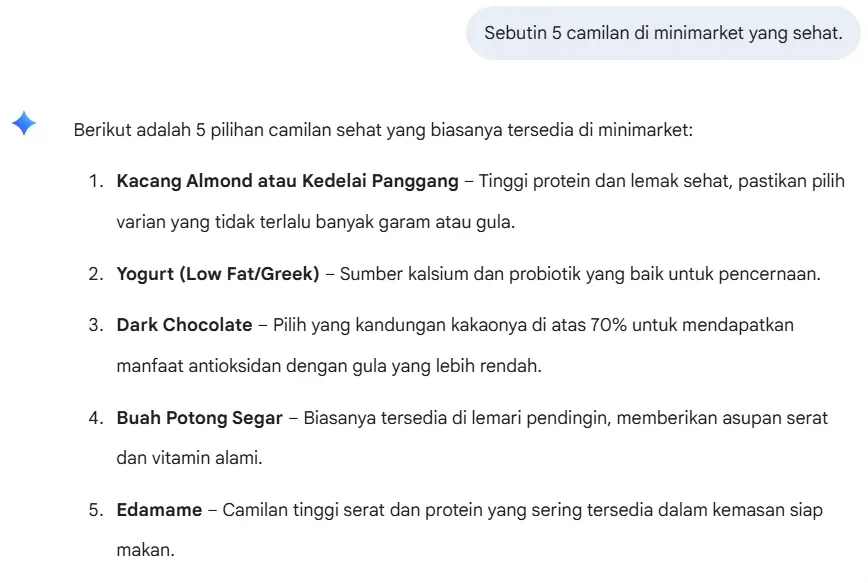 Sebutin 5 camilan di minimarket yang sehat.
Berikut adalah 5 pilihan camilan sehat yang biasanya tersedia di minimarket:
1. Kacang Almond atau Kedelai Panggang – Tinggi protein dan lemak sehat, pastikan pilih
varian yang tidak terlalu banyak garam atau gula.
2. Yogurt (Low Fat/Greek) – Sumber kalsium dan probiotik yang baik untuk pencernaan.
3. Dark Chocolate – Pilih yang kandungan kakaonya di atas 70% untuk mendapatkan
manfaat antioksidan dengan gula yang lebih rendah.
4. Buah Potong Segar – Biasanya tersedia di lemari pendingin, memberikan asupan serat
dan vitamin alami.
5. Edamame – Camilan tinggi serat dan protein yang sering tersedia dalam kemasan siap
makan.